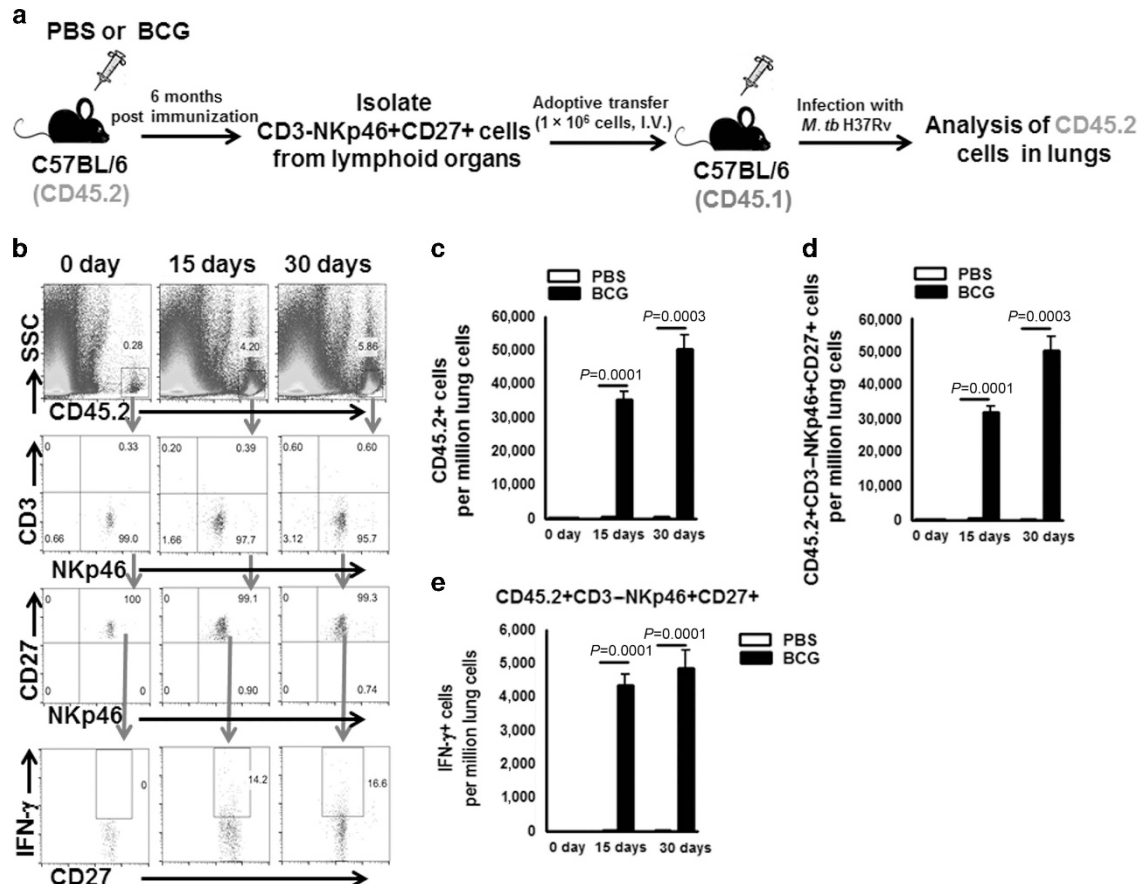 a
PBS or BCG
6 months
post immunization
C57BL/6
(CD45.2)
Isolate
CD3-NKp46+CD27+ cells
from lymphoid organs
Adoptive transfer
(1 × 10⁶ cells, I.V.)
C57BL/6
(CD45.1)
Infection with
M. tb H37Rv
Analysis of CD45.2
cells in lungs
b
0 day 15 days 30 days
SSC
0.28 4.20 5.86
CD45.2
CD3
0 0.33 0.20 0.39 0.60 0.60
0.66 99.0 1.66 97.7 3.12 95.7
NKp46
CD27
0 100 0 99.1 0 99.3
0 0 0 0.90 0 0.74
NKp46
IFN-γ
0 14.2 16.6
CD27
c
PBS
BCG
CD45.2+ cells
per million lung cells
60,000
50,000
40,000
30,000
20,000
10,000
0
P=0.0001
P=0.0003
0 day 15 days 30 days
d
PBS
BCG
CD45.2+CD3–NKp46+CD27+ cells
per million lung cells
60,000
50,000
40,000
30,000
20,000
10,000
0
P=0.0001
P=0.0003
0 day 15 days 30 days
e
CD45.2+CD3–NKp46+CD27+
IFN-γ+ cells
per million lung cells
6,000
5,000
4,000
3,000
2,000
1,000
0
P=0.0001
P=0.0001
PBS
BCG
0 day 15 days 30 days